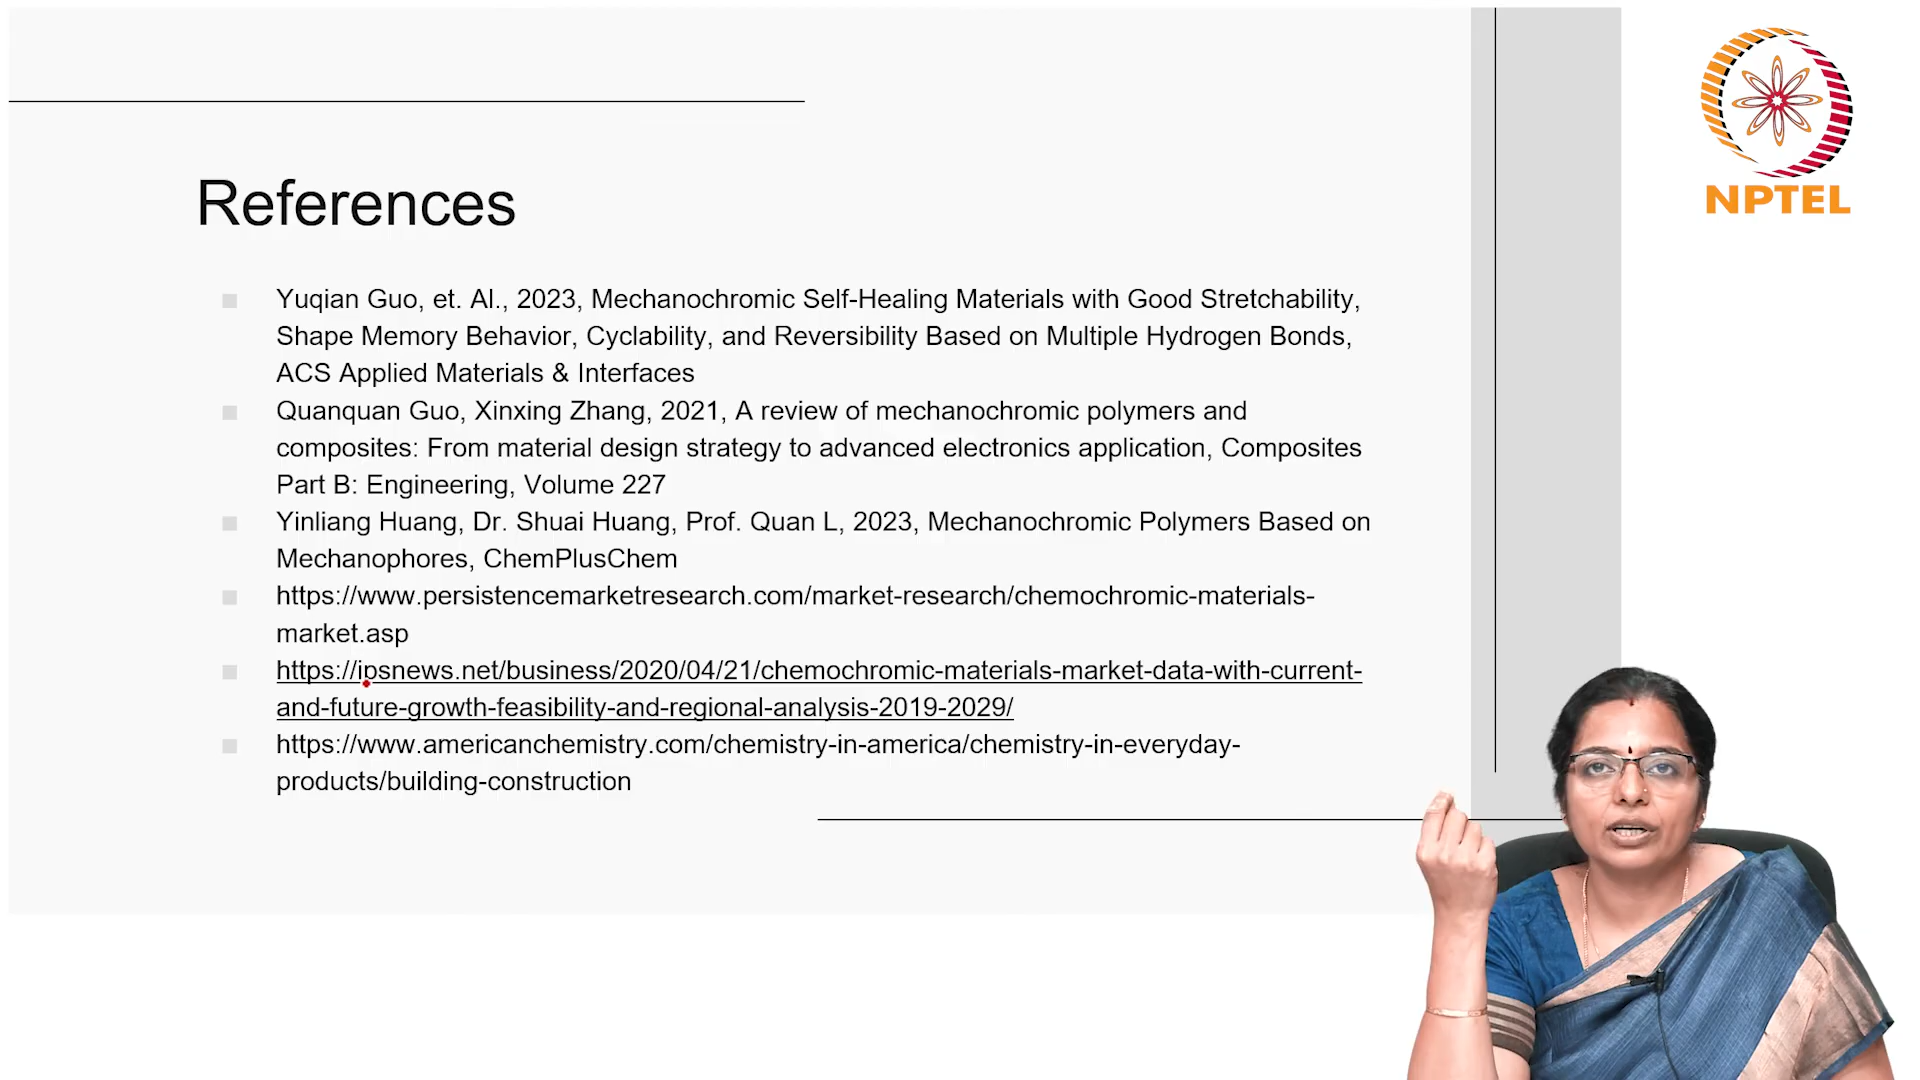 NPTEL
References
Yuqian Guo, et. Al., 2023, Mechanochromic Self-Healing Materials with Good Stretchability,
Shape Memory Behavior, Cyclability, and Reversibility Based on Multiple Hydrogen Bonds,
ACS Applied Materials & Interfaces
Quanquan Guo, Xinxing Zhang, 2021, A review of mechanochromic polymers and
composites: From material design strategy to advanced electronics application, Composites
Part B: Engineering, Volume 227
Yinliang Huang, Dr. Shuai Huang, Prof. Quan L, 2023, Mechanochromic Polymers Based on
Mechanophores, ChemPlusChem
https://www.persistencemarketresearch.com/market-research/chemochromic-materials-
market.asp
https://ipsnews.net/business/2020/04/21/chemochromic-materials-market-data-with-current-
and-future-growth-feasibility-and-regional-analysis-2019-2029/
https://www.americanchemistry.com/chemistry-in-america/chemistry-in-everyday-
products/building-construction